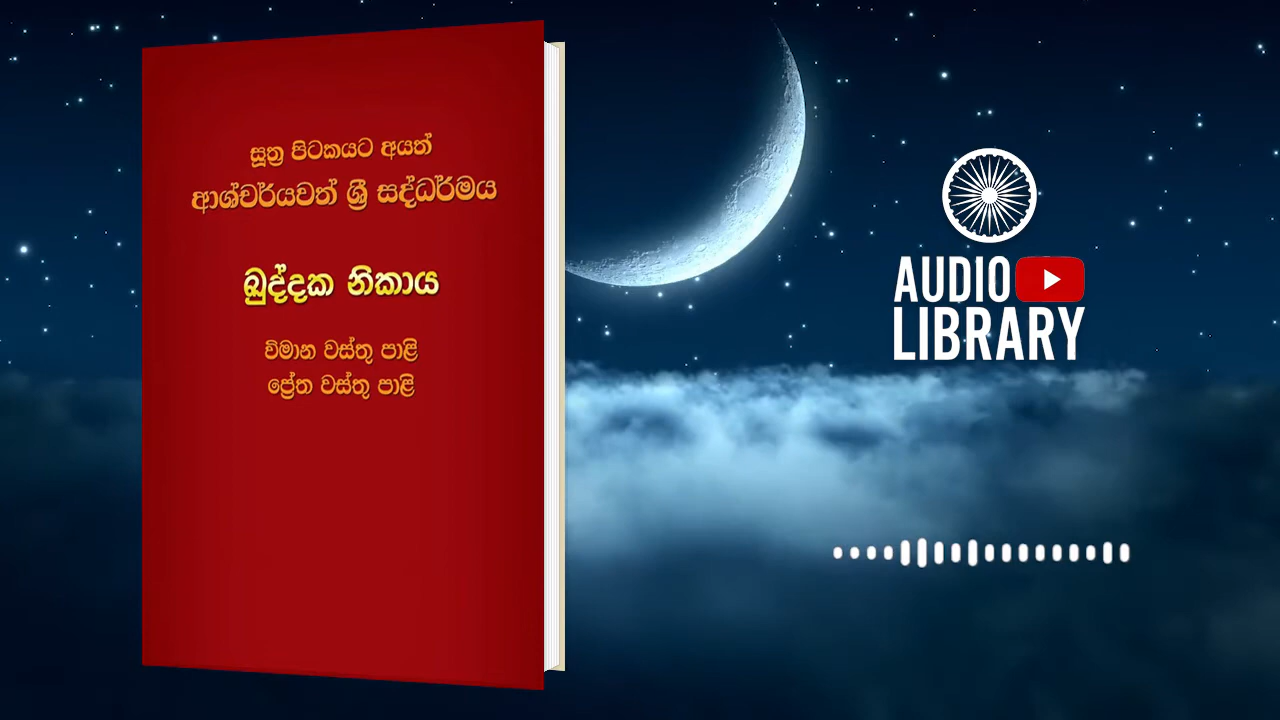 සූත්‍ර පිටකයට අයත්
ආශ්චර්යවත් ශ්‍රී සද්ධර්මය
ඛුද්දක නිකාය
විමාන වස්තු පාළි
ප්‍රේත වස්තු පාළි
AUDIO
LIBRARY